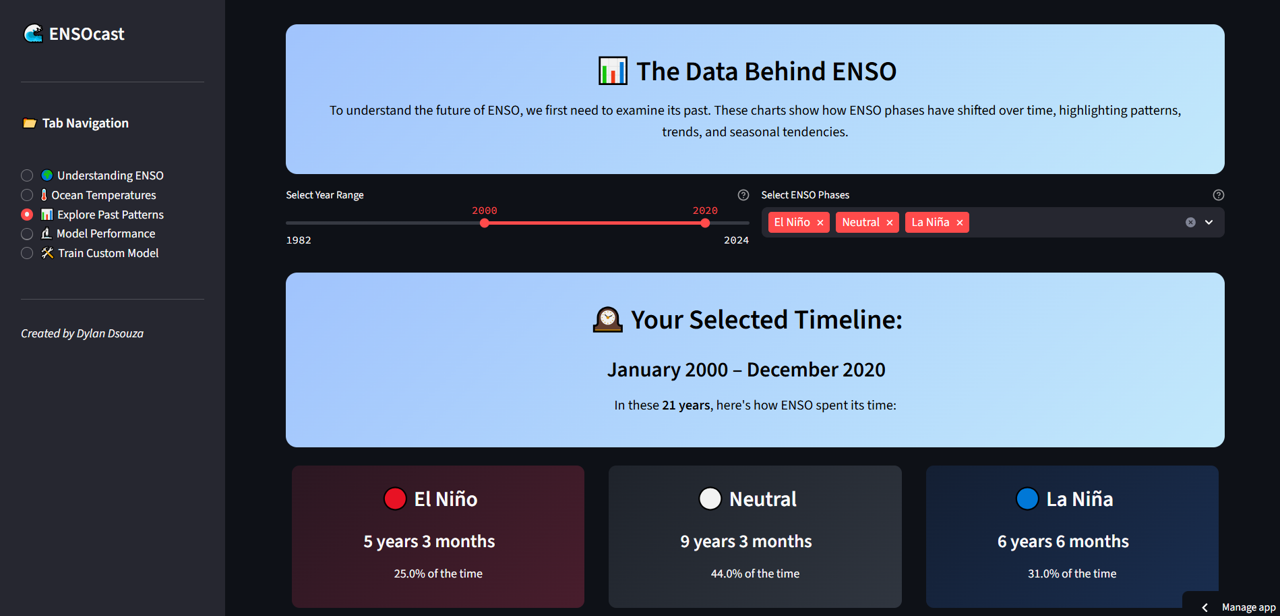 ENSOcast
Tab Navigation
Understanding ENSO
Ocean Temperatures
Explore Past Patterns
Model Performance
Train Custom Model
Created by Dylan Dsouza
The Data Behind ENSO
To understand the future of ENSO, we first need to examine its past. These charts show how ENSO phases have shifted over time, highlighting patterns,
trends, and seasonal tendencies.
Select Year Range
2000 2020
1982 2024
Select ENSO Phases
El Niño × Neutral × La Niña ×
Your Selected Timeline:
January 2000 – December 2020
In these 21 years, here's how ENSO spent its time:
El Niño
5 years 3 months
25.0% of the time
Neutral
9 years 3 months
44.0% of the time
La Niña
6 years 6 months
31.0% of the time
Manage app